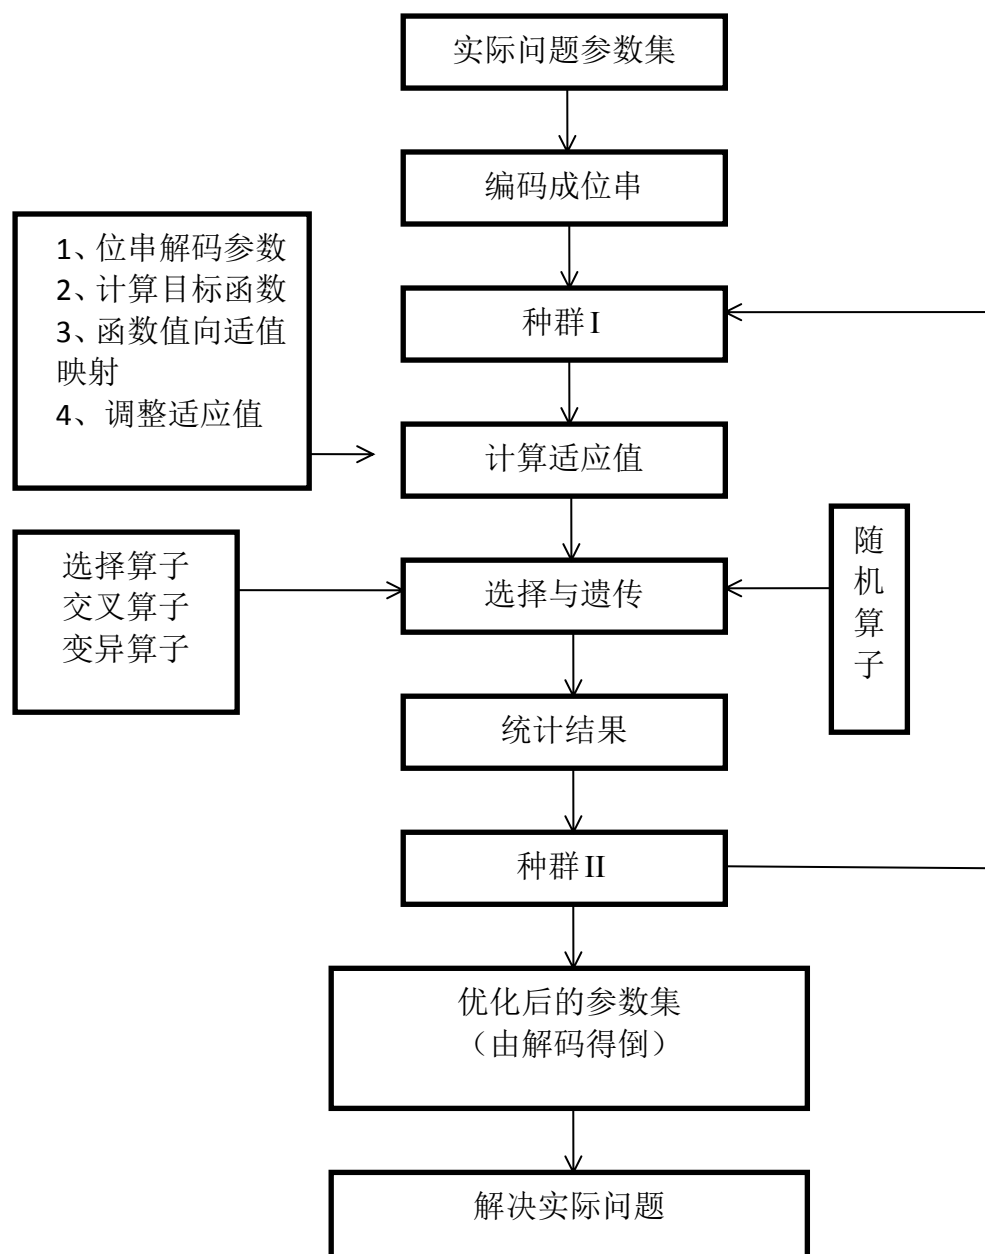 实际问题参数集
编码成位串
1、位串解码参数
2、计算目标函数
3、函数值向适值
映射
4、调整适应值
种群I
计算适应值
选择算子
交叉算子
变异算子
选择与遗传
随
机
算
子
统计结果
种群II
优化后的参数集
（由解码得倒）
解决实际问题